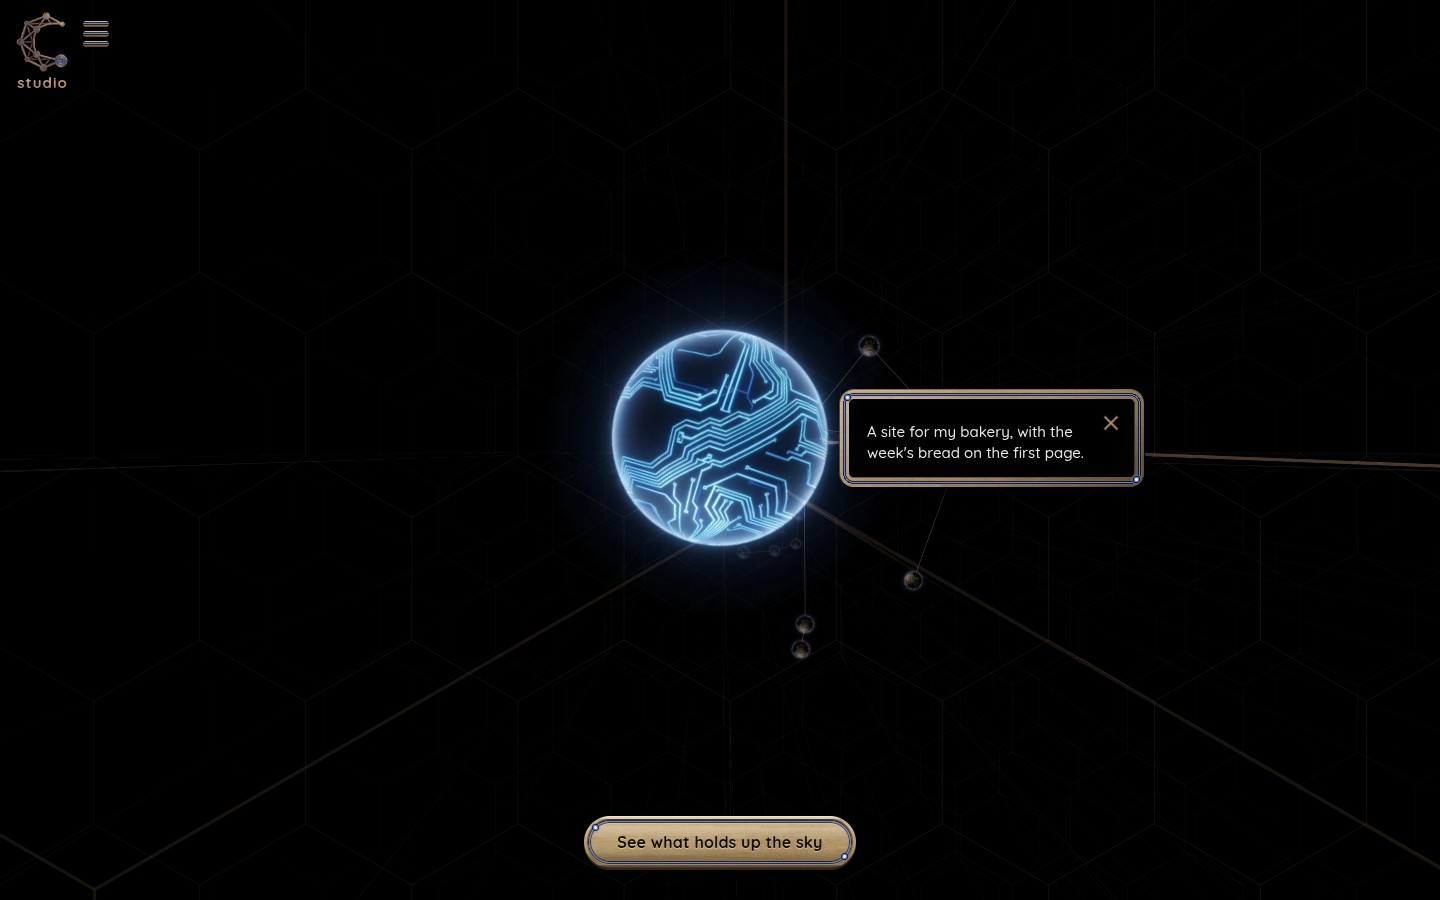 studio
A site for my bakery, with the
week's bread on the first page.
See what holds up the sky